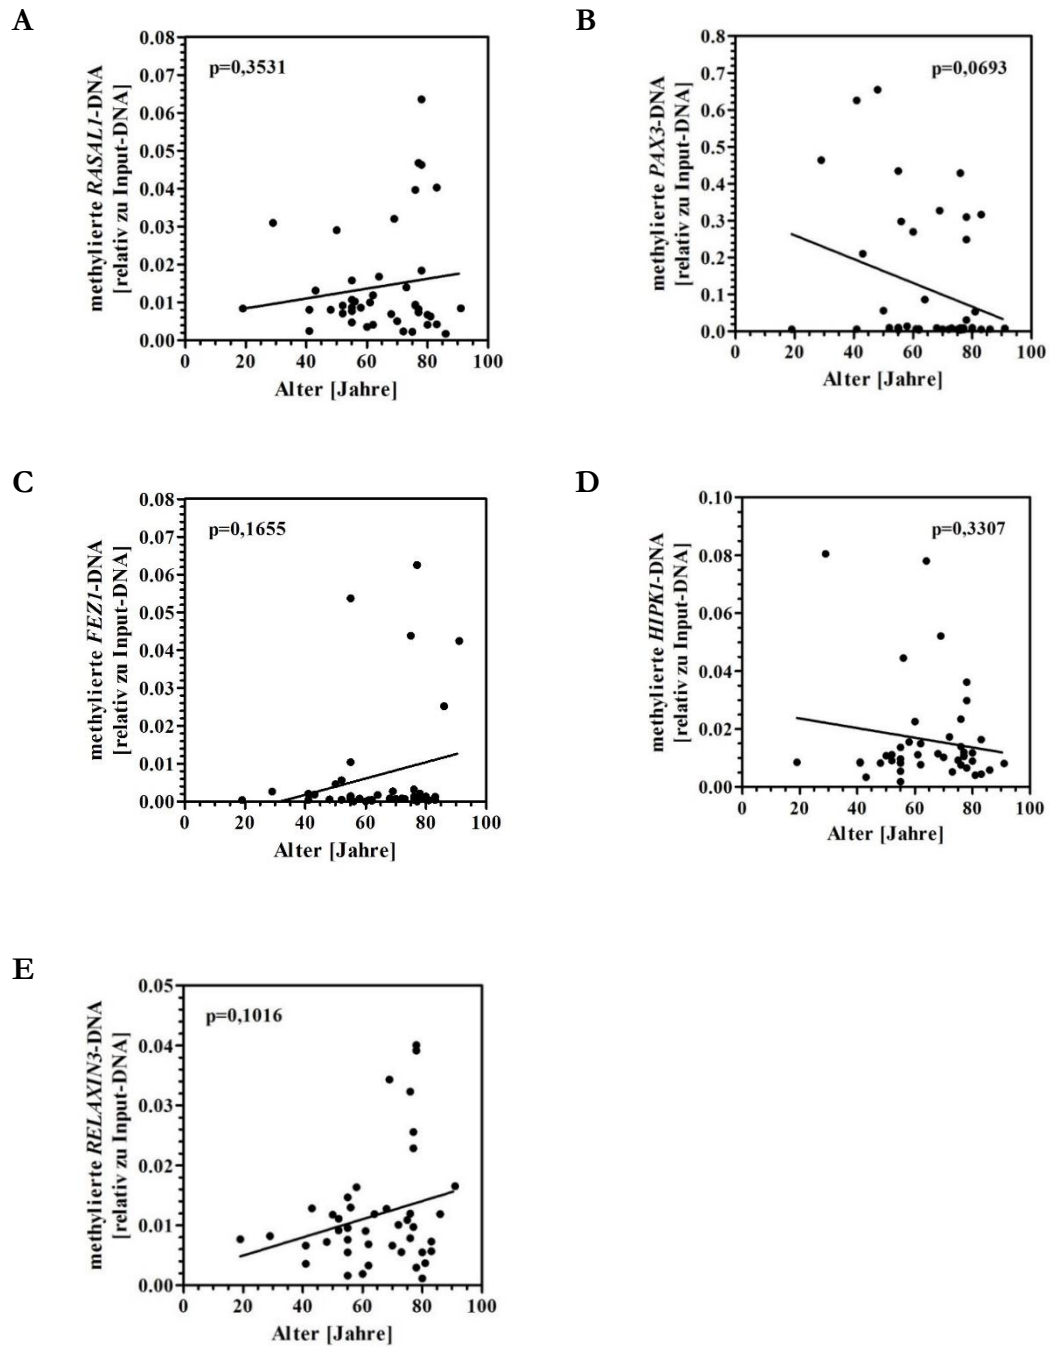 A
methylierte RASAL1-DNA
[relativ zu Input-DNA]
0.08
0.07
0.06
0.05
0.04
0.03
0.02
0.01
0.00
p=0,3531
0 20 40 60 80 100
Alter [Jahre]
B
methylierte PAX3-DNA
[relativ zu Input-DNA]
0.8
0.7
0.6
0.5
0.4
0.3
0.2
0.1
0.0
p=0,0693
0 20 40 60 80 100
Alter [Jahre]
C
methylierte FEZ1-DNA
[relativ zu Input-DNA]
0.08
0.07
0.06
0.05
0.04
0.03
0.02
0.01
0.00
p=0,1655
0 20 40 60 80 100
Alter [Jahre]
D
methylierte HIPK1-DNA
[relativ zu Input-DNA]
0.10
0.08
0.06
0.04
0.02
0.00
p=0,3307
0 20 40 60 80 100
Alter [Jahre]
E
methylierte RELAXIN3-DNA
[relativ zu Input-DNA]
0.05
0.04
0.03
0.02
0.01
0.00
p=0,1016
0 20 40 60 80 100
Alter [Jahre]